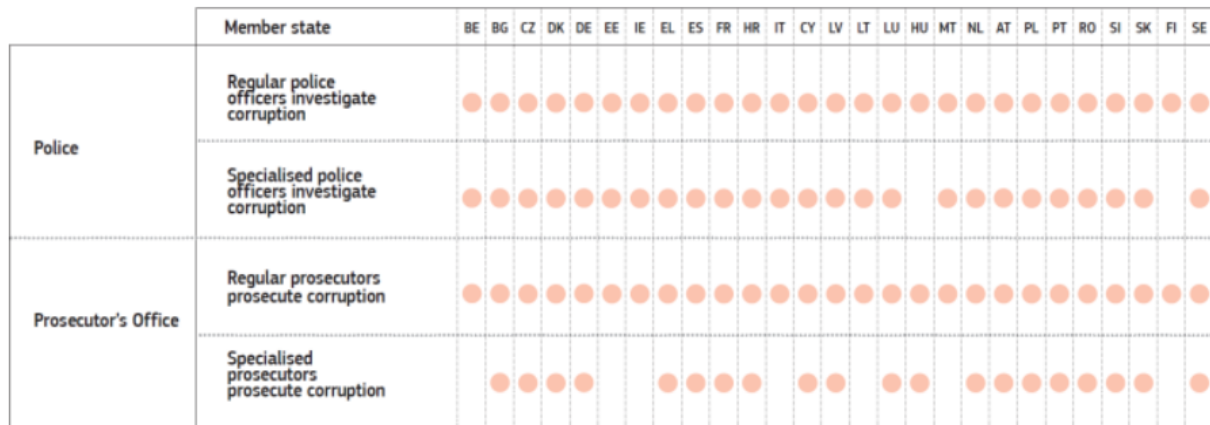 Member state BE BG CZ DK DE EE IE EL ES FR HR IT CY LV LT LU HU MT NL AT PL PT RO SI SK FI SE
Police
Regular police
officers investigate
corruption
Specialised police
officers investigate
corruption
Prosecutor's Office
Regular prosecutors
prosecute corruption
Specialised
prosecutors
prosecute corruption